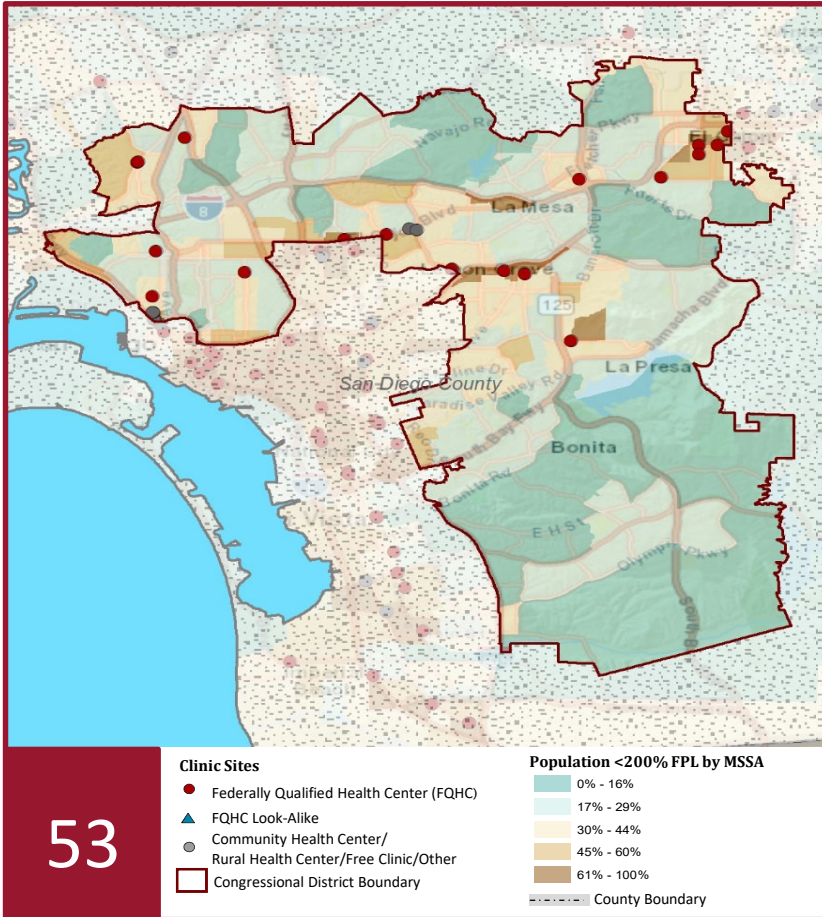 Navajo Rd
Pkwy
8
La Mesa
Blvd
125
Jamacha Blvd
San Diego County
La Presa
Paradise Valley Rd
Bonita
Bonita Rd
E H St
Olympic Pkwy
Clinic Sites
Federally Qualified Health Center (FQHC)
FQHC Look-Alike
Community Health Center/
Rural Health Center/Free Clinic/Other
Congressional District Boundary
Population <200% FPL by MSSA
0% - 16%
17% - 29%
30% - 44%
45% - 60%
61% - 100%
County Boundary
53